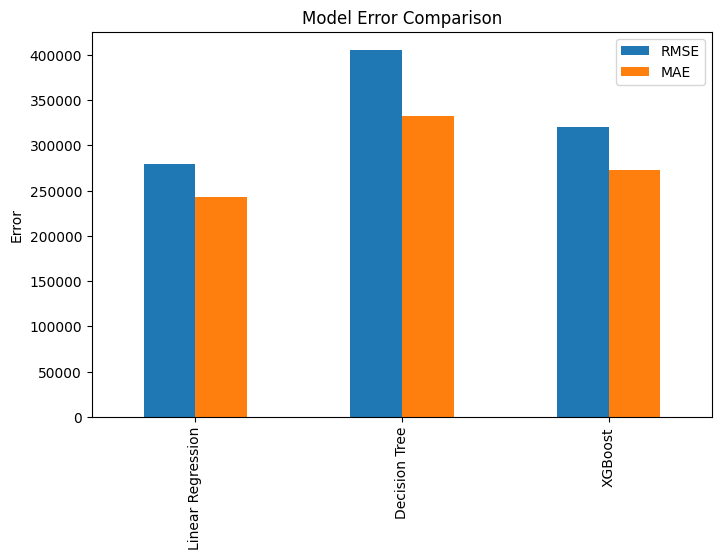 Model Error Comparison
RMSE
MAE
400000
350000
300000
250000
200000
150000
100000
50000
0
Error
Linear Regression
Decision Tree
XGBoost